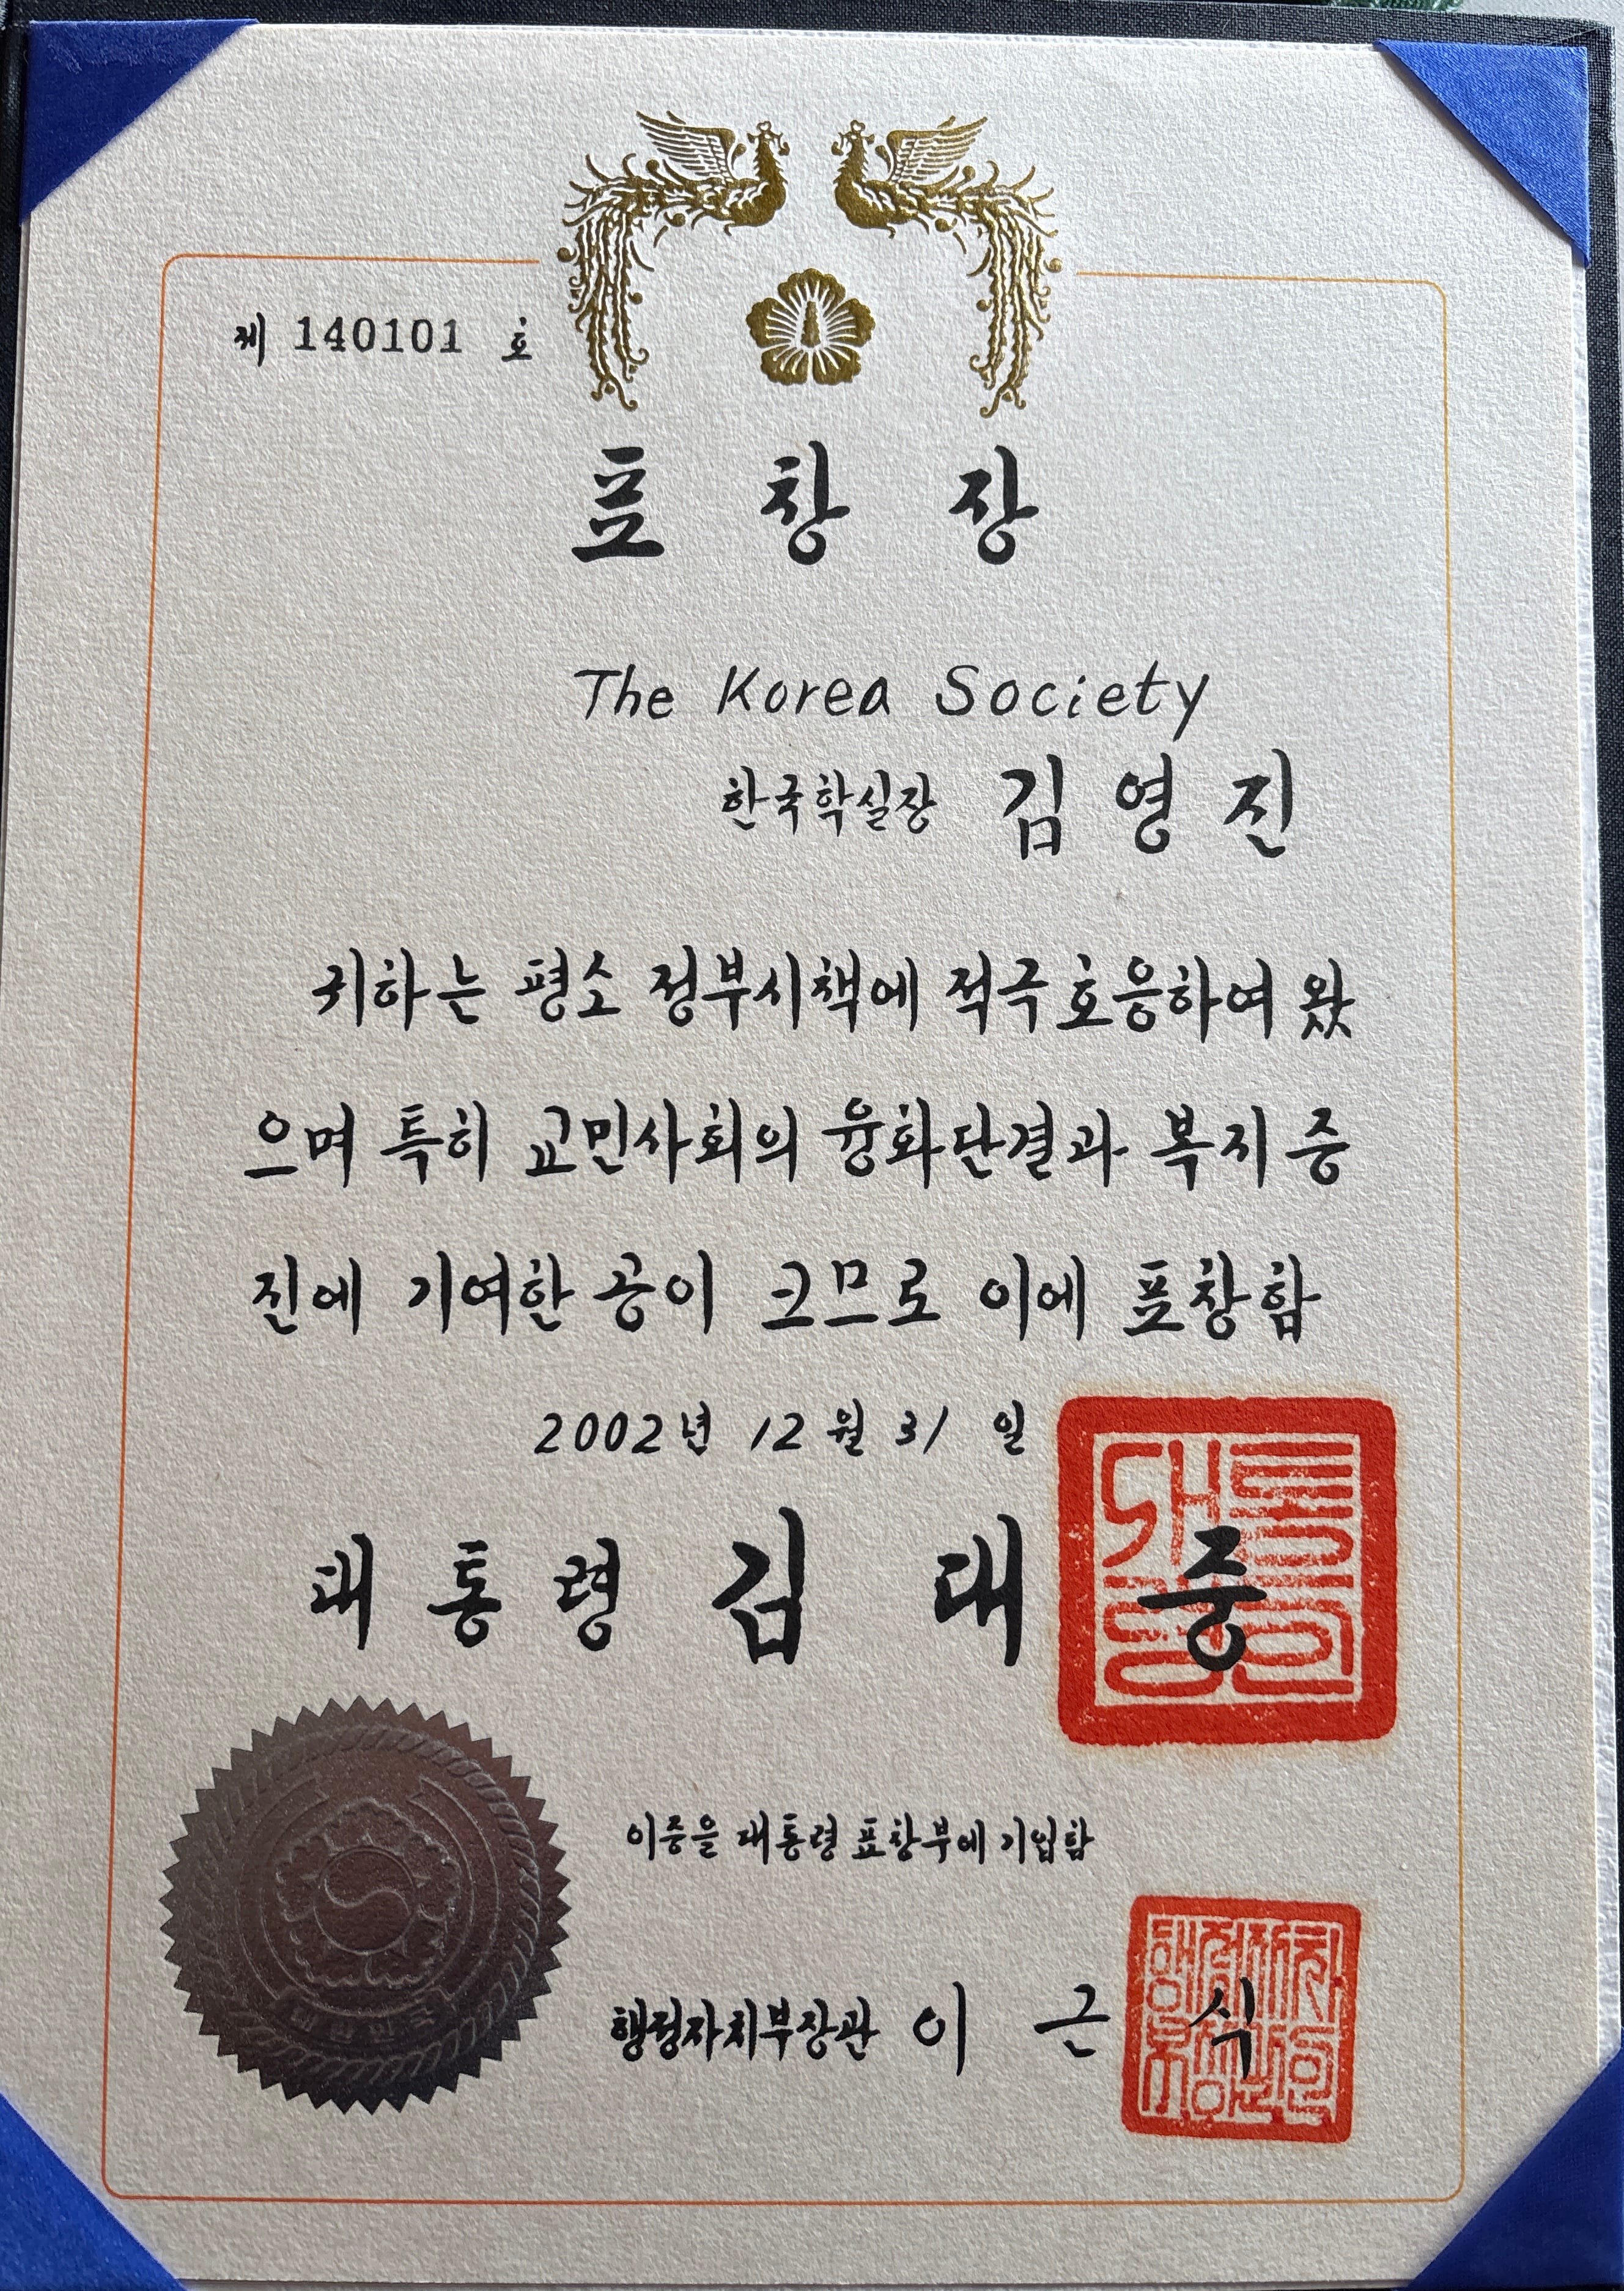 제 140101 호
표 창 장
The Korea Society
한국학실장 김 영 진
귀하는 평소 정부시책에 적극 호응하여 왔
으며 특히 교민사회의 융화단결과 복지 증
진에 기여한 공이 크므로 이에 표창함
2002년 12월 31 일
대 통 령 김 대 중
이증을 대통령 표창부에 기입함
행정자치부장관 이 근 식
대한민국